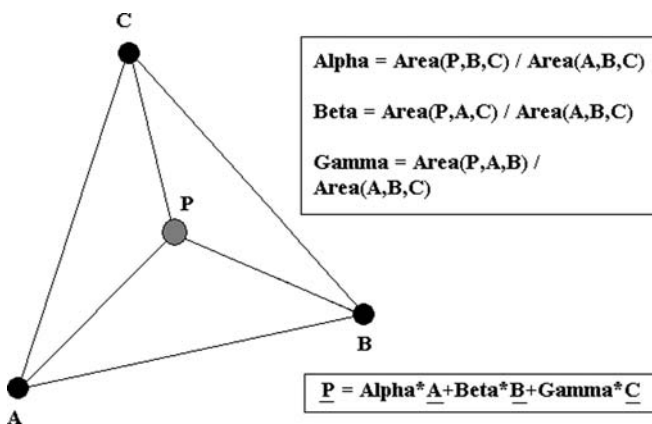 C
Alpha = Area(P,B,C) / Area(A,B,C)
Beta = Area(P,A,C) / Area(A,B,C)
Gamma = Area(P,A,B) /
Area(A,B,C)
P
B
A
P = Alpha*A+Beta*B+Gamma*C